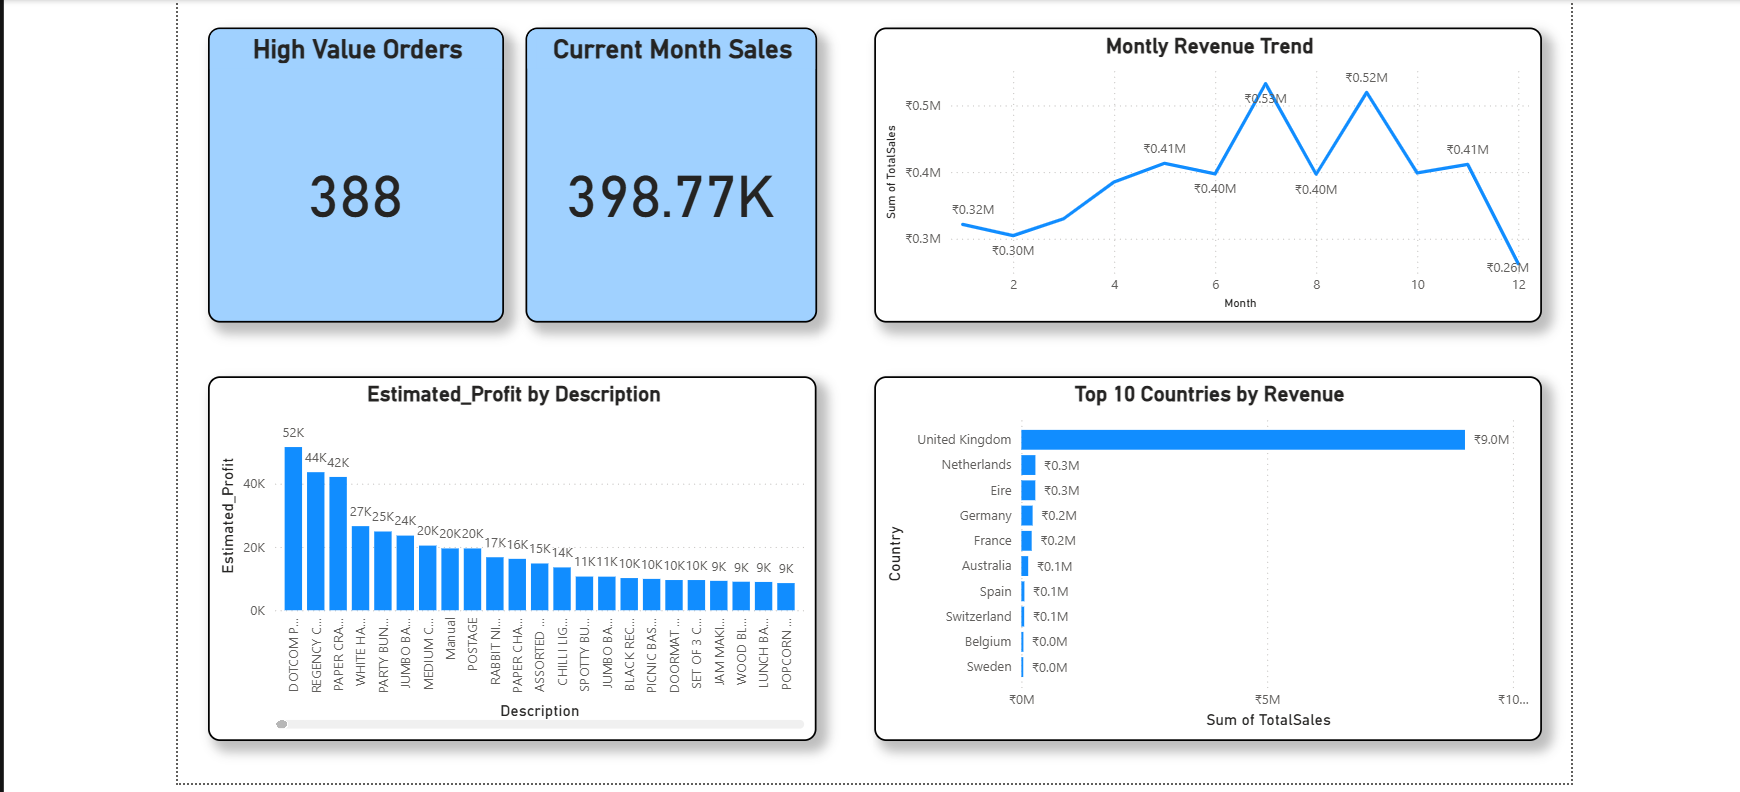 High Value Orders
388
Current Month Sales
398.77K
Montly Revenue Trend
Sum of TotalSales
₹0.5M
₹0.4M
₹0.3M
₹0.32M
₹0.30M
₹0.41M
₹0.40M
₹0.53M
₹0.40M
₹0.52M
₹0.41M
₹0.26M
2 4 6 8 10 12
Month
Estimated_Profit by Description
Estimated_Profit
40K
20K
0K
52K 44K 42K 27K 25K 24K 20K 20K 20K 17K 16K 15K 14K 11K 11K 10K 10K 10K 10K 9K 9K 9K 9K
DOTCOM P...
REGENCY C...
PAPER CRA...
WHITE HA...
PARTY BUN...
JUMBO BA...
MEDIUM C...
Manual
POSTAGE
RABBIT NI...
PAPER CHA...
ASSORTED ...
CHILLI LIG...
SPOTTY BU...
JUMBO BA...
BLACK REC...
PICNIC BAS...
DOORMAT ...
SET OF 3 C...
JAM MAKI...
WOOD BL...
LUNCH BA...
POPCORN ...
Description
Top 10 Countries by Revenue
Country
United Kingdom ₹9.0M
Netherlands ₹0.3M
Eire ₹0.3M
Germany ₹0.2M
France ₹0.2M
Australia ₹0.1M
Spain ₹0.1M
Switzerland ₹0.1M
Belgium ₹0.0M
Sweden ₹0.0M
₹0M ₹5M ₹10...
Sum of TotalSales